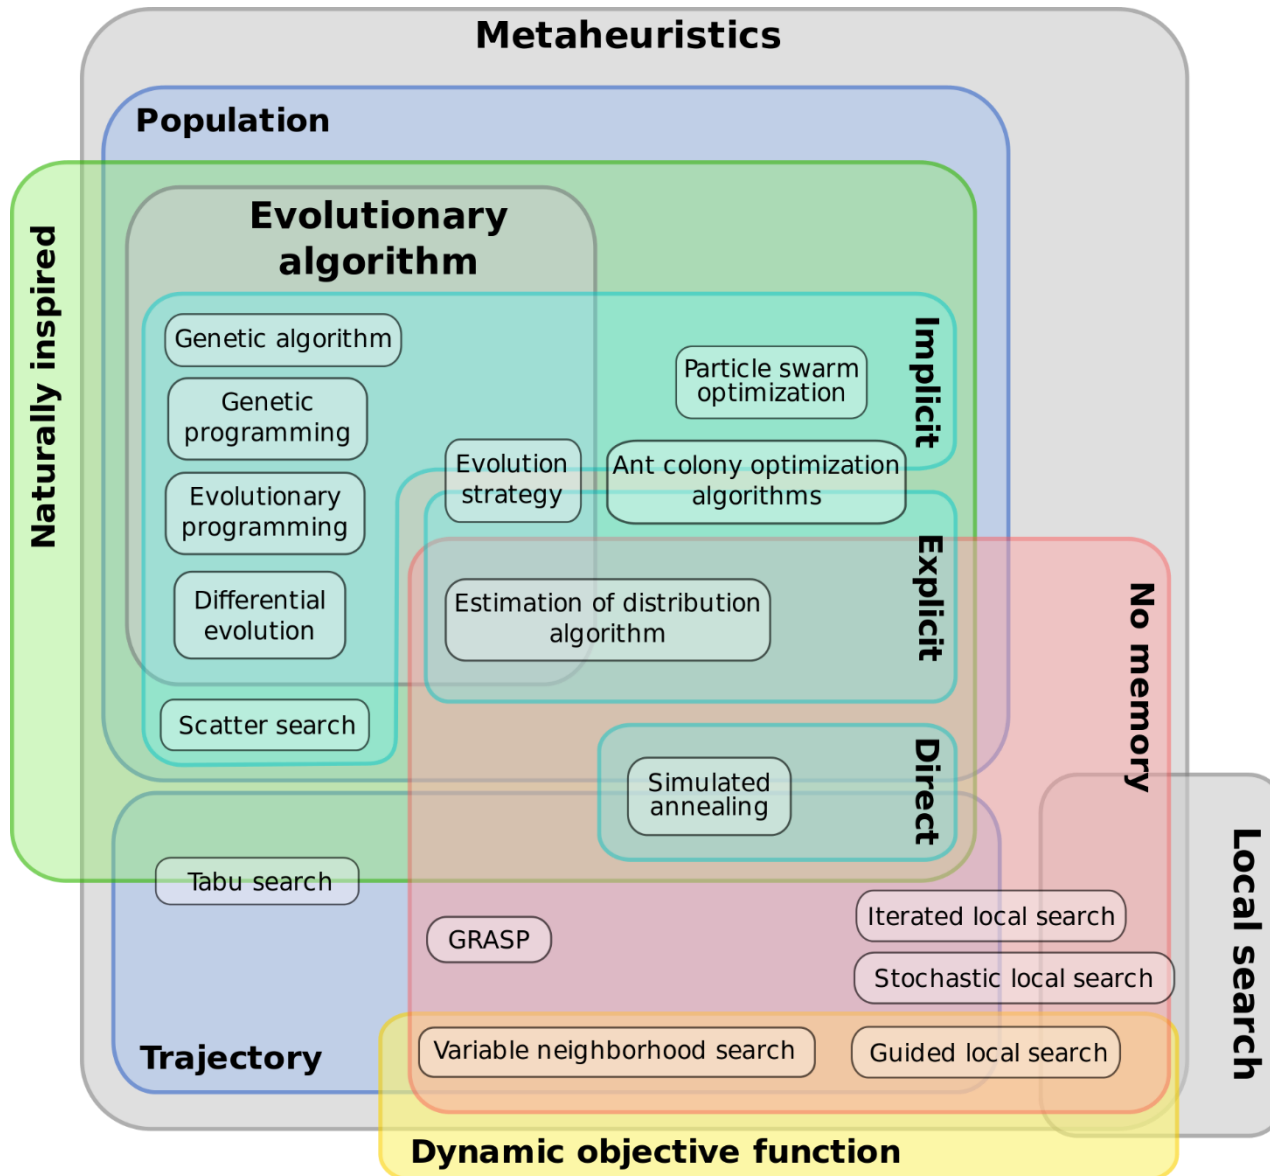 Metaheuristics
Population
Naturally inspired
Evolutionary
algorithm
Implicit
Genetic algorithm
Particle swarm
optimization
Genetic
programming
Evolution
strategy
Ant colony optimization
algorithms
Evolutionary
programming
Explicit
Differential
evolution
Estimation of distribution
algorithm
No memory
Scatter search
Direct
Simulated
annealing
Local search
Tabu search
Iterated local search
GRASP
Stochastic local search
Trajectory
Variable neighborhood search
Guided local search
Dynamic objective function